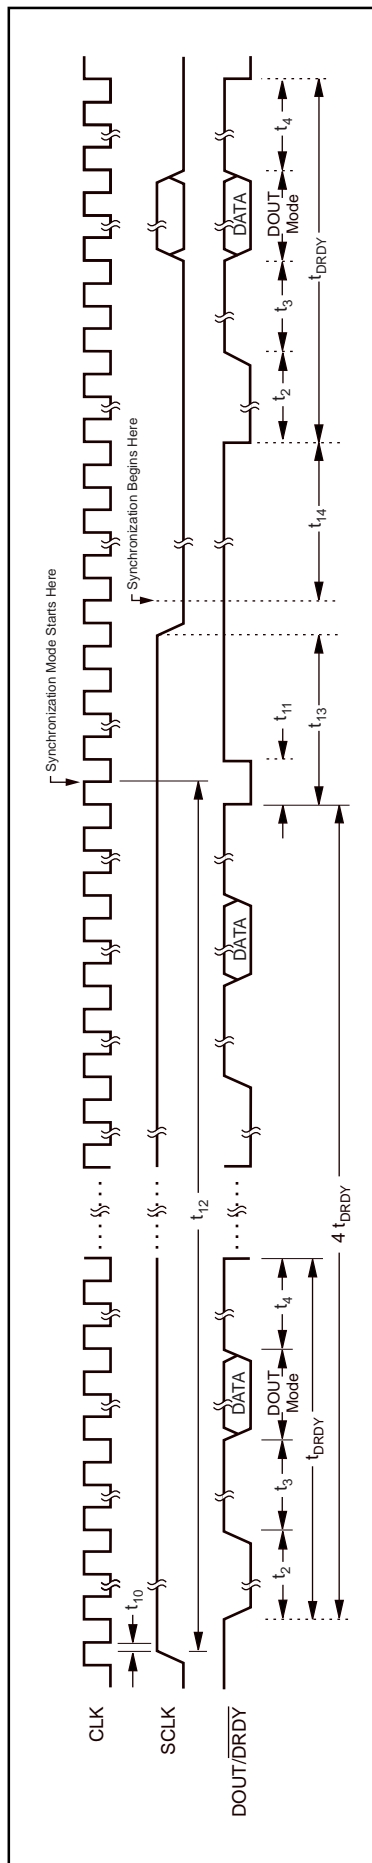 Synchronization Mode Starts Here
Synchronization Begins Here
CLK
t10
SCLK
t12
DOUT/DRDY
DATA
DATA
DATA
t2
t3
DOUT
Mode
t4
t11
t2
t3
DOUT
Mode
t4
tDRDY
t13
t14
tDRDY
4 tDRDY